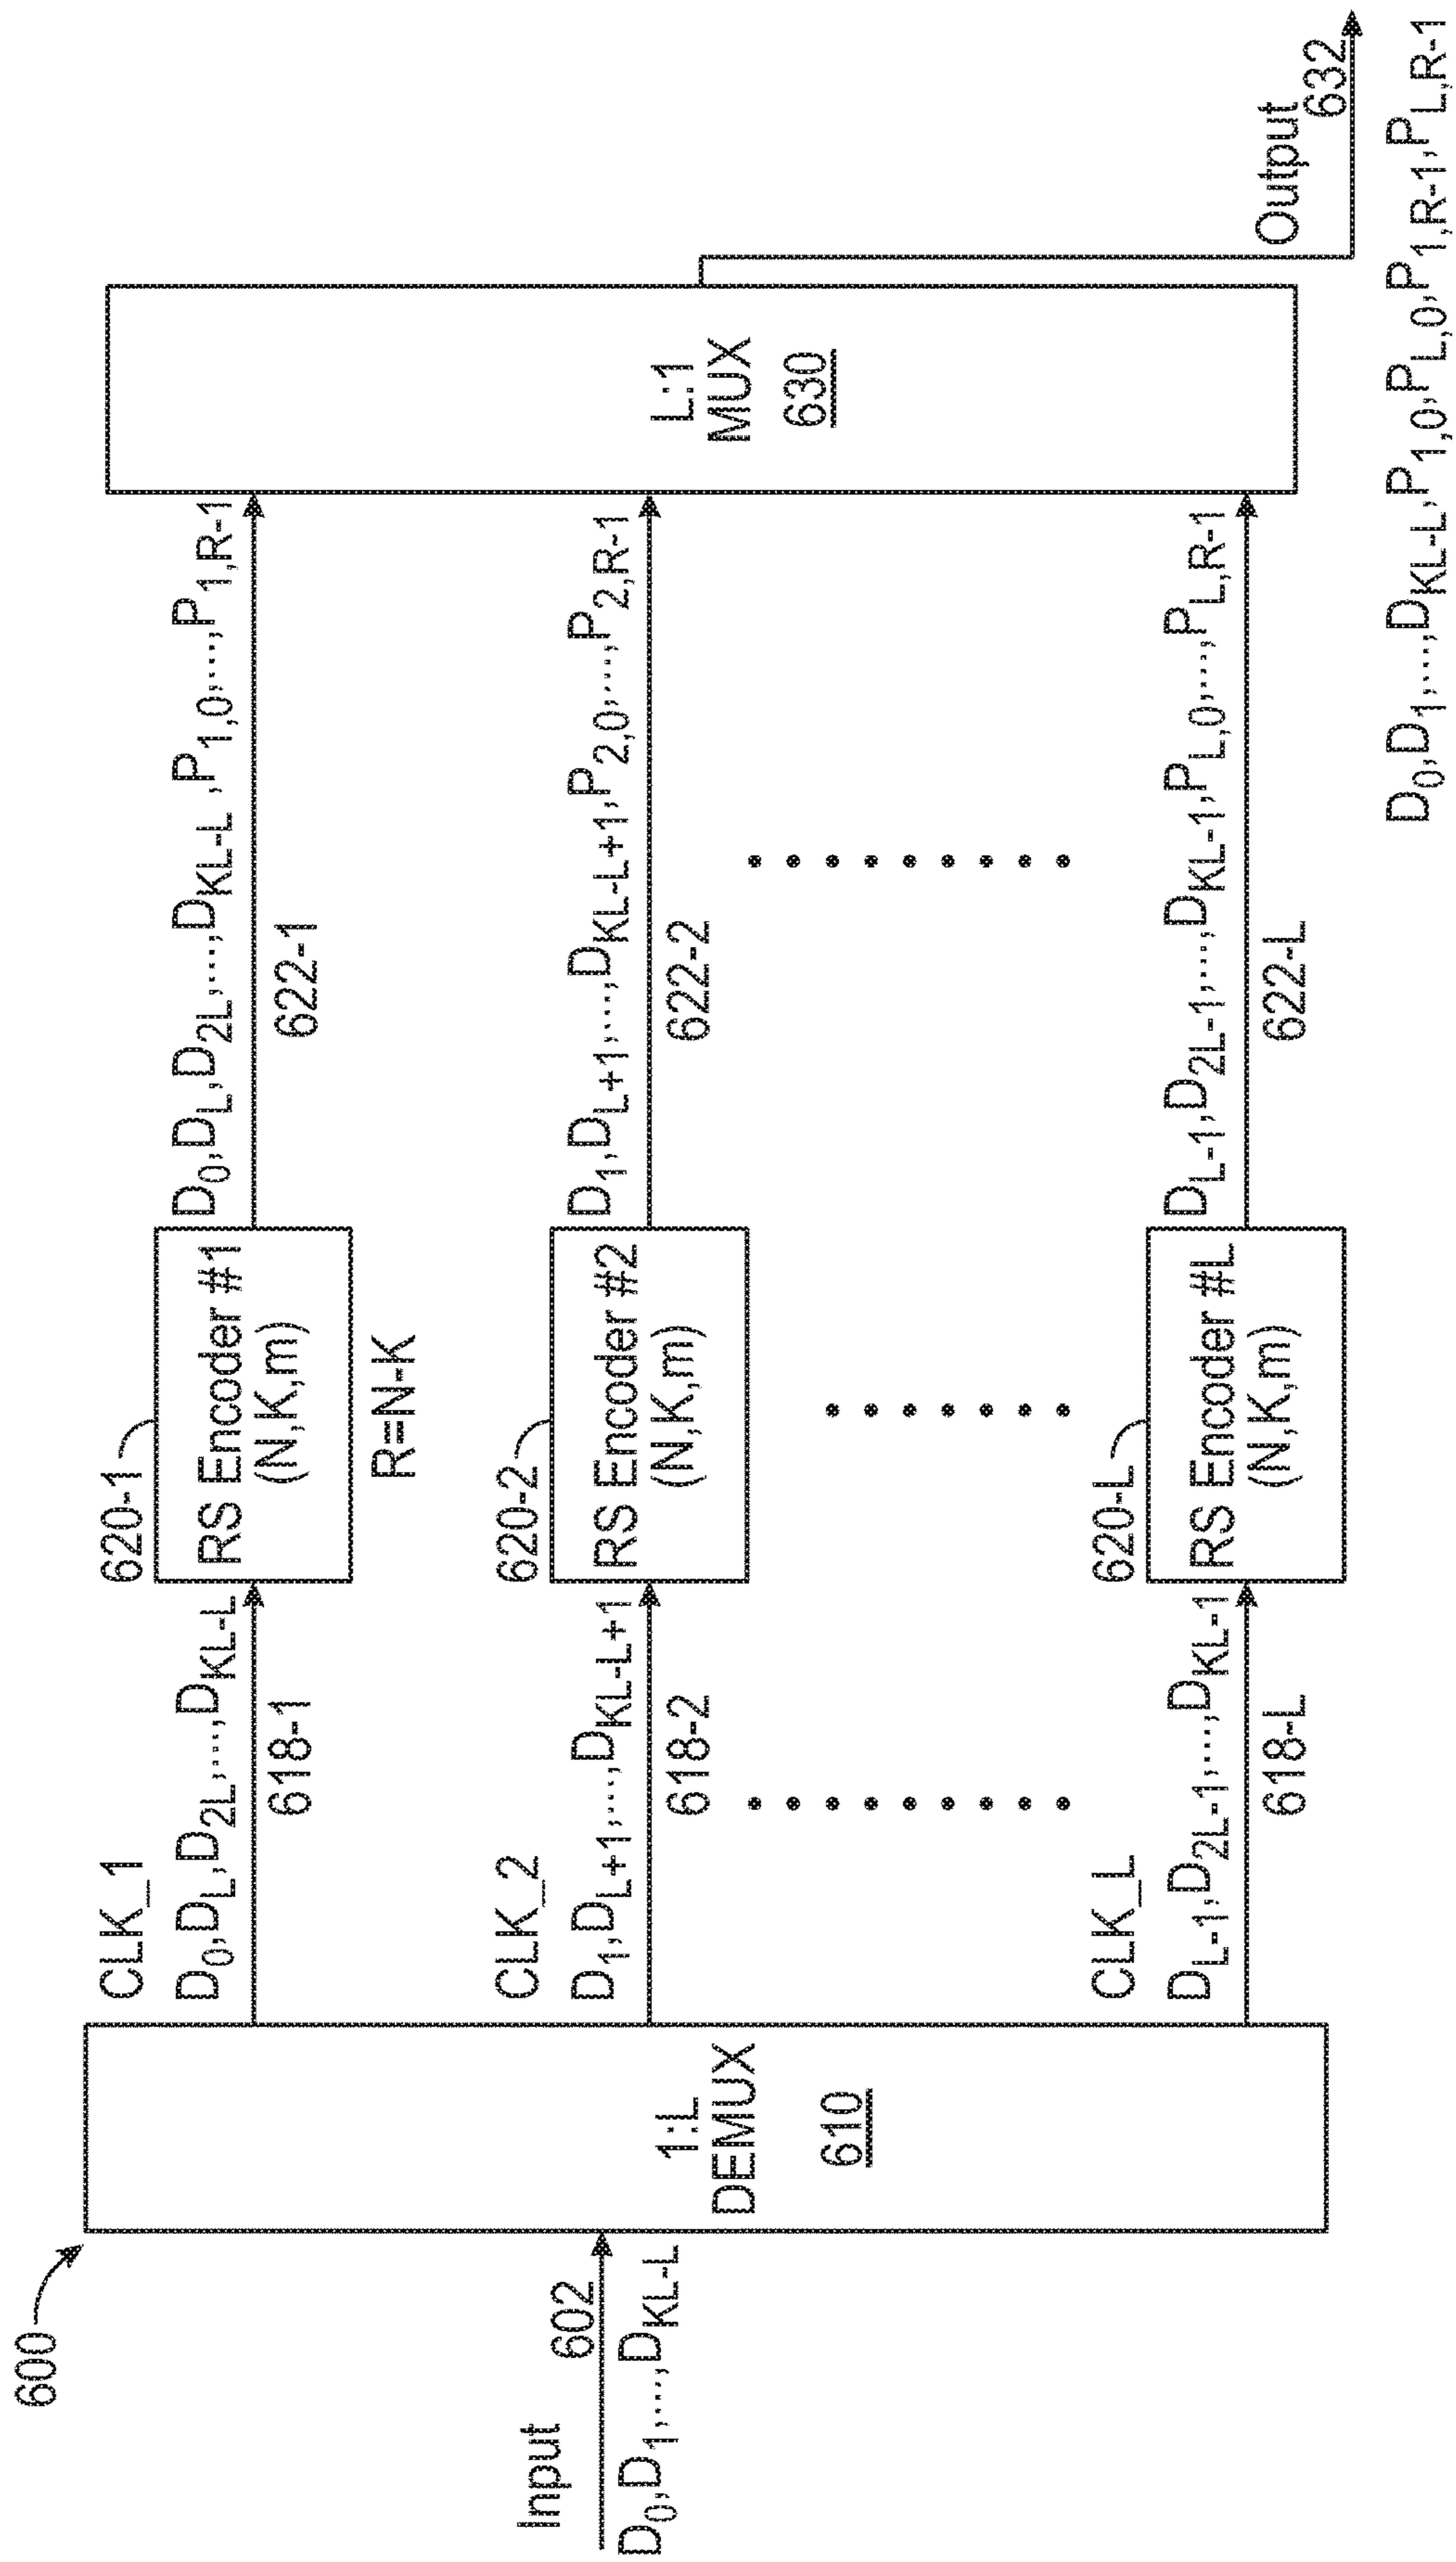 600
Input
602
D0,D1,...,DKL-L
1:L
DEMUX
610
CLK_1
D0,DL,D2L,...,DKL-L
618-1
CLK_2
D1,DL+1,...,DKL-L+1
618-2
CLK_L
DL-1,D2L-1,...,DKL-1
618-L
620-1
RS Encoder #1
(N,K,m)
R=N-K
620-2
RS Encoder #2
(N,K,m)
620-L
RS Encoder #L
(N,K,m)
D0,DL,D2L,...,DKL-L,P1,0,...,P1,R-1
622-1
D1,DL+1,...,DKL-L+1,P2,0,...,P2,R-1
622-2
DL-1,D2L-1,...,DKL-1,PL,0,...,PL,R-1
622-L
L:1
MUX
630
Output
632
D0,D1,...,DKL-L,P1,0,PL,0,P1,R-1,PL,R-1